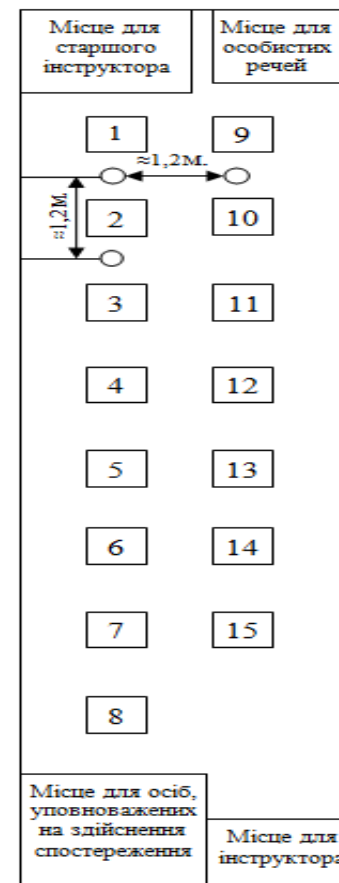 Місце для
старшого
інструктора
Місце для
особистих
речей
1
9
≈1,2м.
≈1,2м.
2
10
3
11
4
12
5
13
6
14
7
15
8
Місце для осіб,
уповноважених
на здійснення
спостереження
Місце для
інструктора